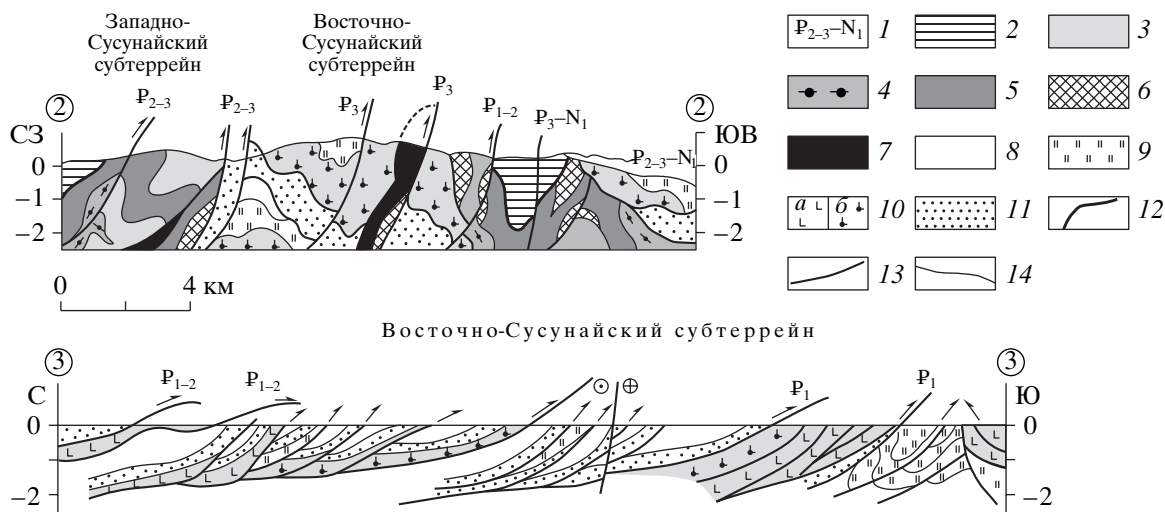 Западно-
Сусунайский
субтеррейн
Восточно-
Сусунайский
субтеррейн
② ②
СЗ ЮВ
₽₂₋₃ ₽₂₋₃ ₽₃ ₽₃ ₽₁₋₂ ₽₃–N₁ ₽₂₋₃–N₁
0 0
−1 −1
−2 −2
0 4 км
₽₂₋₃–N₁ 1 2 3
4 5 6
7 8 9
а б 10 11 12
13 14
Восточно-Сусунайский субтеррейн
③ ③
С Ю
₽₁₋₂ ₽₁₋₂ ₽₁ ₽₁
0 0
−2 −2